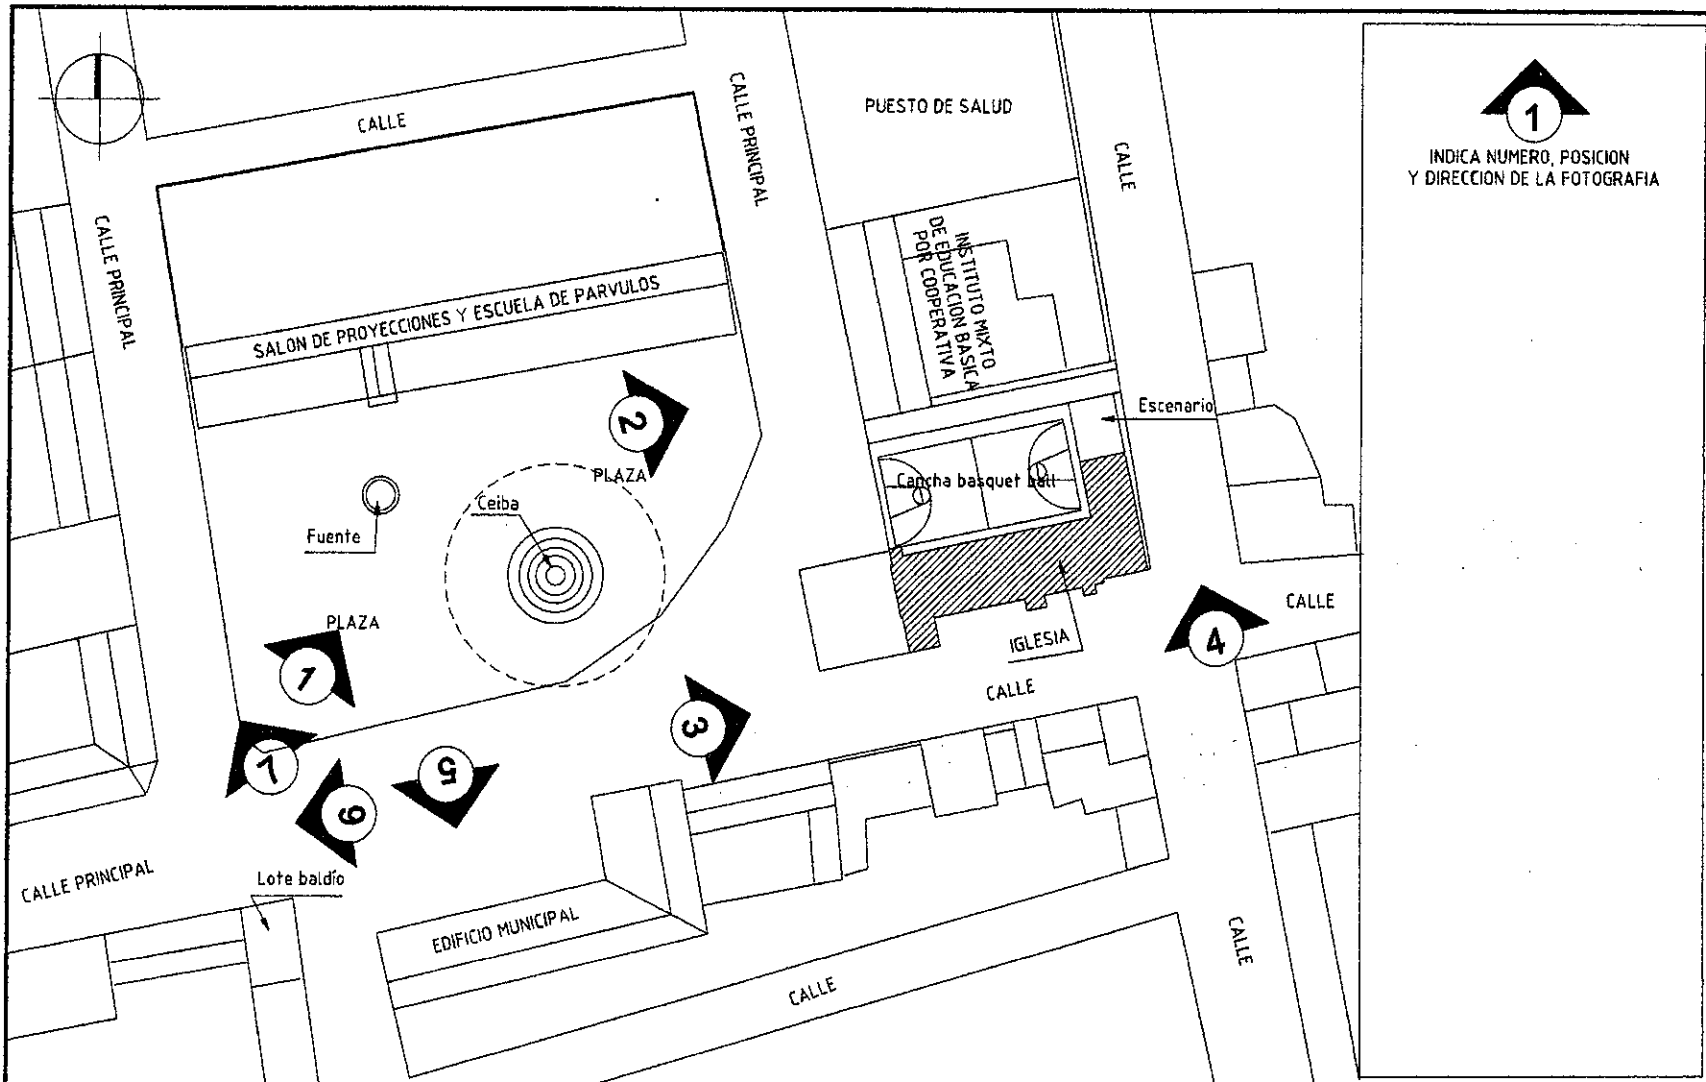 CALLE
CALLE PRINCIPAL
PUESTO DE SALUD
CALLE
1
INDICA NUMERO, POSICION
Y DIRECCION DE LA FOTOGRAFIA
CALLE PRINCIPAL
SALON DE PROYECCIONES Y ESCUELA DE PARVULOS
INSTITUTO MIXTO
DE EDUCACION BASICA
POR COOPERATIVA
2
Escenario
PLAZA
Cancha basquet ball
Ceiba
Fuente
PLAZA
CALLE
IGLESIA
4
1
CALLE
3
7
5
6
CALLE PRINCIPAL
Lote baldío
EDIFICIO MUNICIPAL
CALLE
CALLE